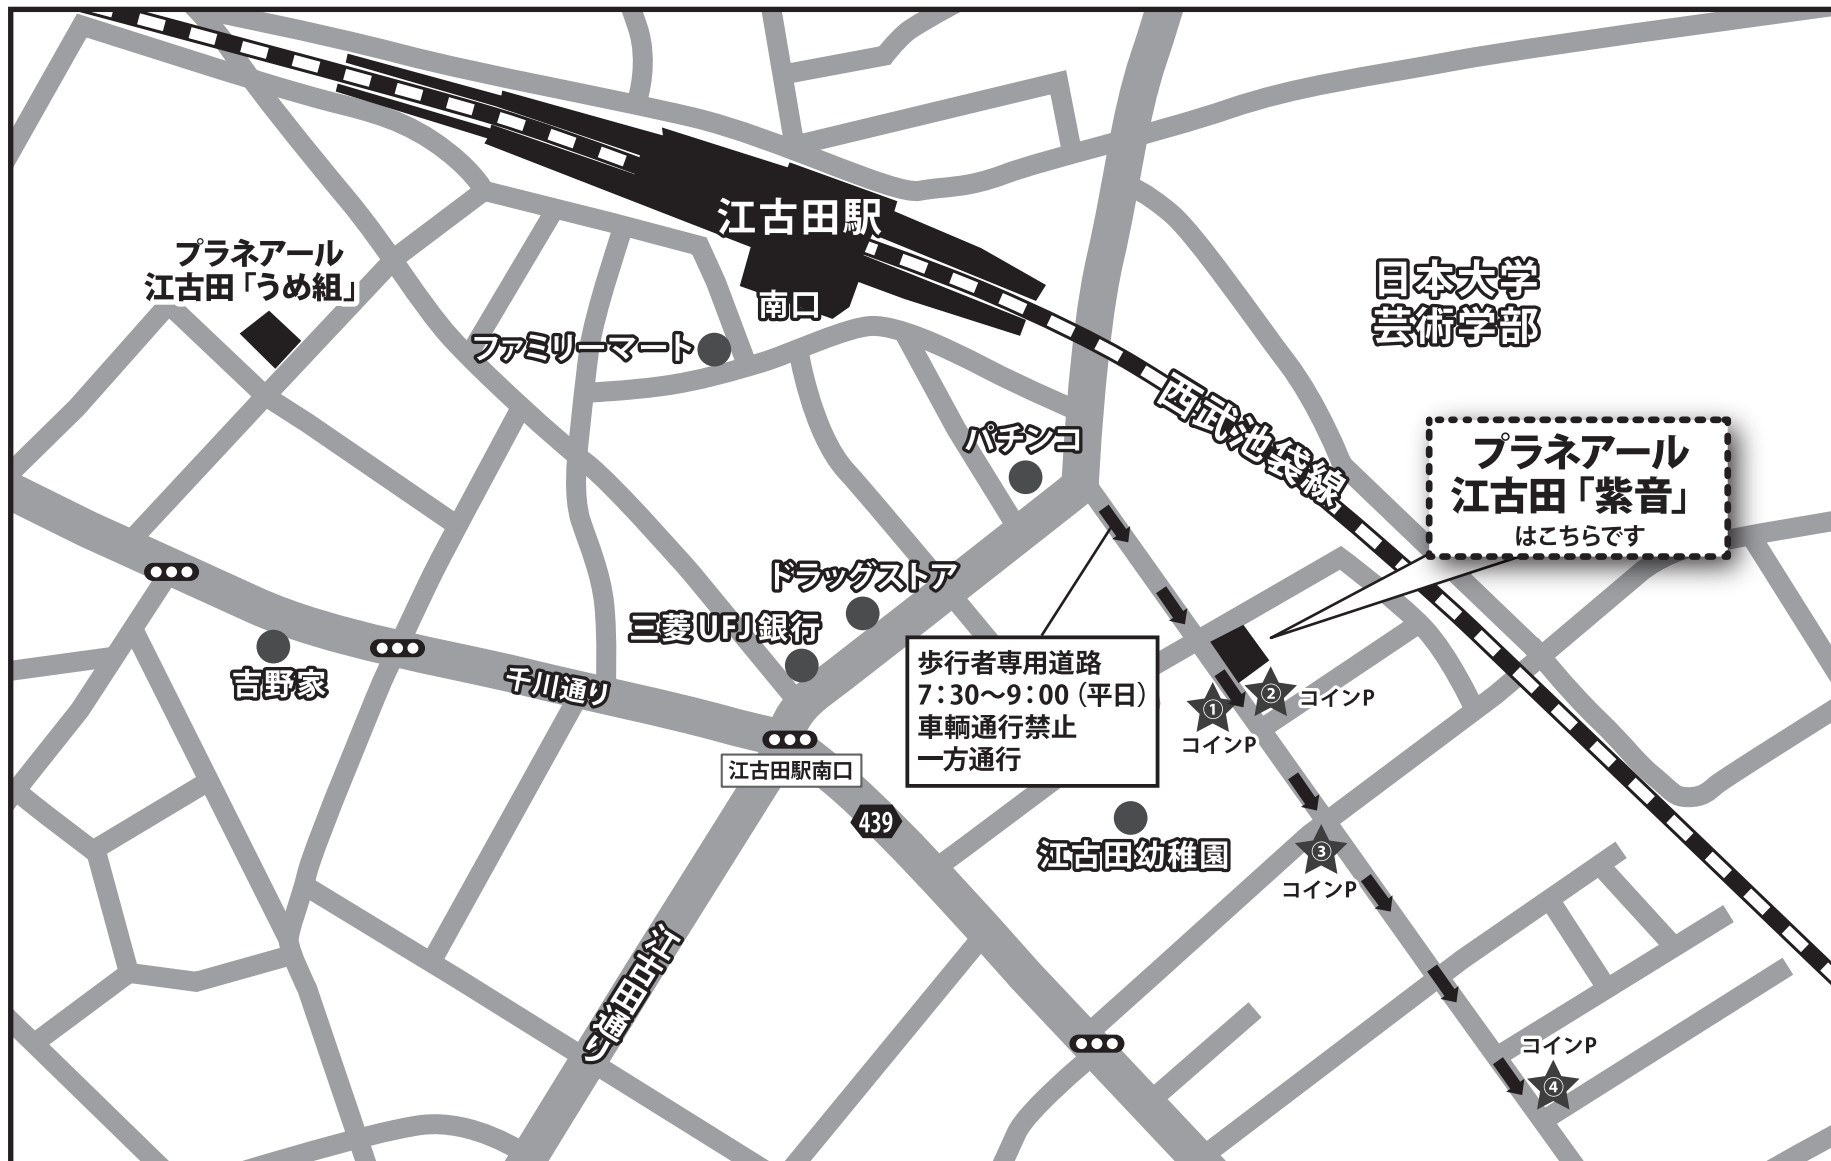 江古田駅
南口
プラネアール
江古田「うめ組」
ファミリーマート
日本大学
芸術学部
西武池袋線
パチンコ
プラネアール
江古田「紫音」
はこちらです
ドラッグストア
三菱UFJ銀行
吉野家
千川通り
歩行者専用道路
7:30〜9:00（平日）
車輌通行禁止
一方通行
① コインP
② コインP
江古田駅南口
439
江古田幼稚園
③ コインP
江古田通り
コインP ④